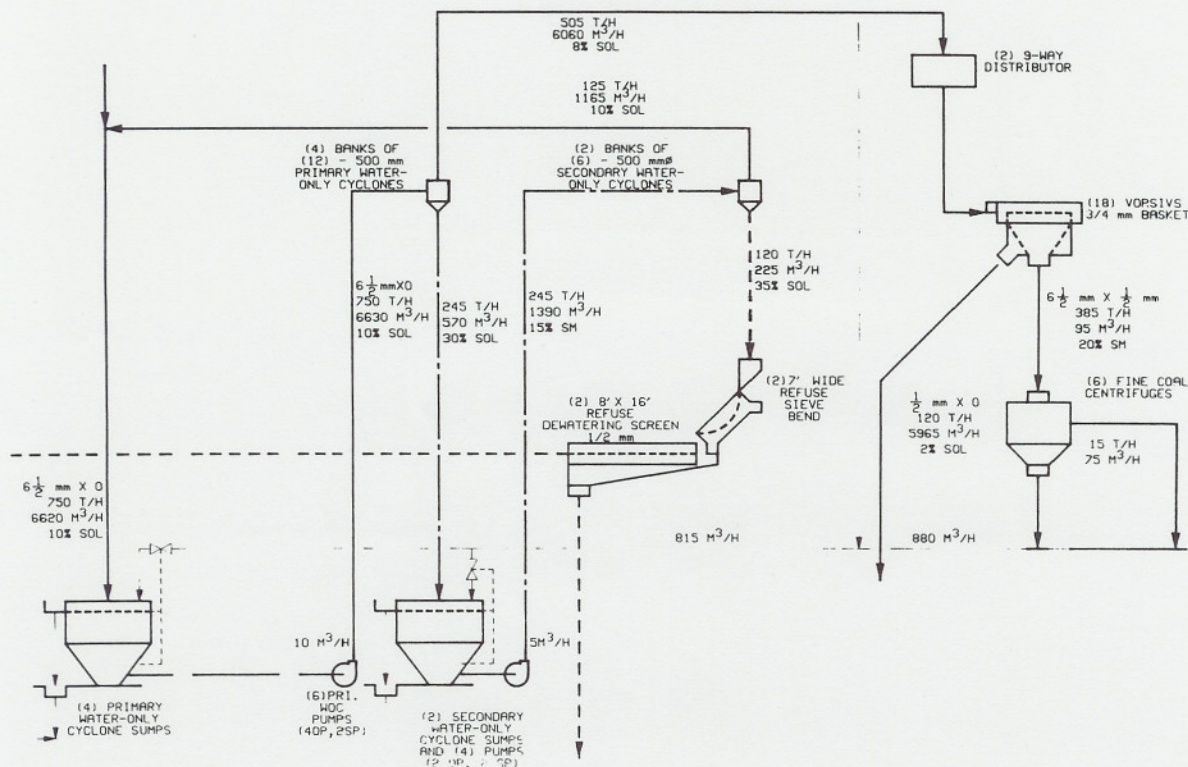 505 T/H
6060 M³/H
8% SOL
(2) 9-WAY
DISTRIBUTOR
125 T/H
1165 M³/H
10% SOL
(4) BANKS OF
(12) - 500 mm
PRIMARY WATER-
ONLY CYCLONES
(2) BANKS OF
(6) - 500 mmØ
SECONDARY WATER-
ONLY CYCLONES
(18) VORSIVS
3/4 mm BASKET
6 1/2 mmX0
750 T/H
6630 M³/H
10% SOL
245 T/H
570 M³/H
30% SOL
245 T/H
1390 M³/H
15% SM
120 T/H
225 M³/H
35% SOL
6 1/2 mm X 1/2 mm
385 T/H
95 M³/H
20% SM
(2) 8' X 16'
REFUSE
DEWATERING SCREEN
1/2 mm
(2)7' WIDE
REFUSE
SIEVE
BEND
(6) FINE COAL
CENTRIFUGES
1/2 mm X 0
120 T/H
5965 M³/H
2% SOL
15 T/H
75 M³/H
6 1/2 mm X 0
750 T/H
6620 M³/H
10% SOL
815 M³/H
880 M³/H
10 M³/H
5M³/H
(4) PRIMARY
WATER-ONLY
CYCLONE SUMPS
(6)PRI.
WOC
PUMPS
(4OP,2SP)
(2) SECONDARY
WATER-ONLY
CYCLONE SUMPS
AND (4) PUMPS